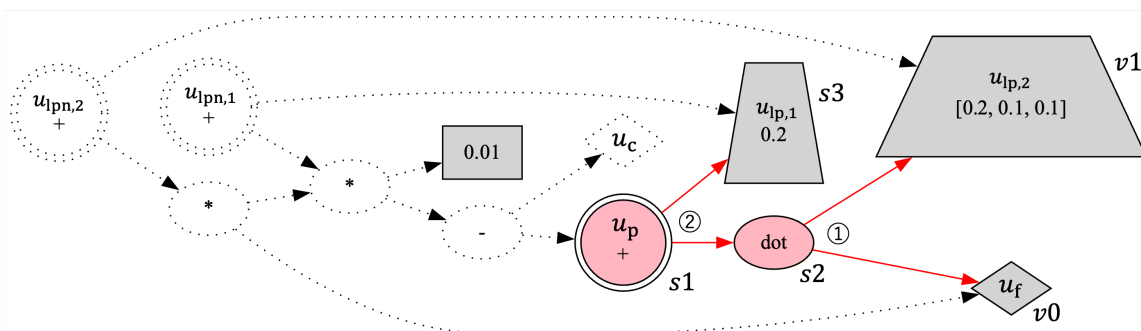 u_lpn,2
+
u_lpn,1
+
*
*
0.01
-
u_c
u_p
+
s1
②
u_lp,1
0.2
s3
dot
s2
①
u_lp,2
[0.2, 0.1, 0.1]
v1
u_f
v0